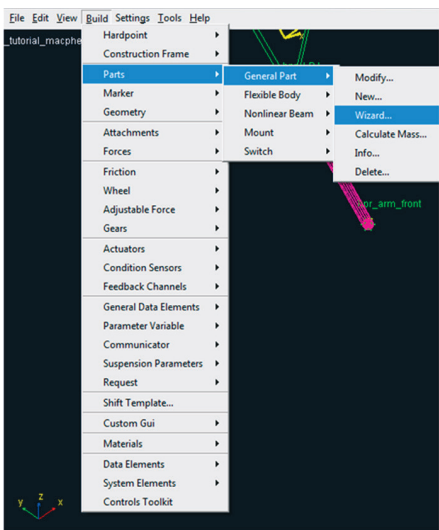 File Edit View Build Settings Tools Help
_tutorial_macphe
Hardpoint
Construction Frame
Parts
Marker
Geometry
Attachments
Forces
Friction
Wheel
Adjustable Force
Gears
Actuators
Condition Sensors
Feedback Channels
General Data Elements
Parameter Variable
Communicator
Suspension Parameters
Request
Shift Template...
Custom Gui
Materials
Data Elements
System Elements
Controls Toolkit
General Part
Flexible Body
Nonlinear Beam
Mount
Switch
Modify...
New...
Wizard...
Calculate Mass...
Info...
Delete...
arm_front
y z x